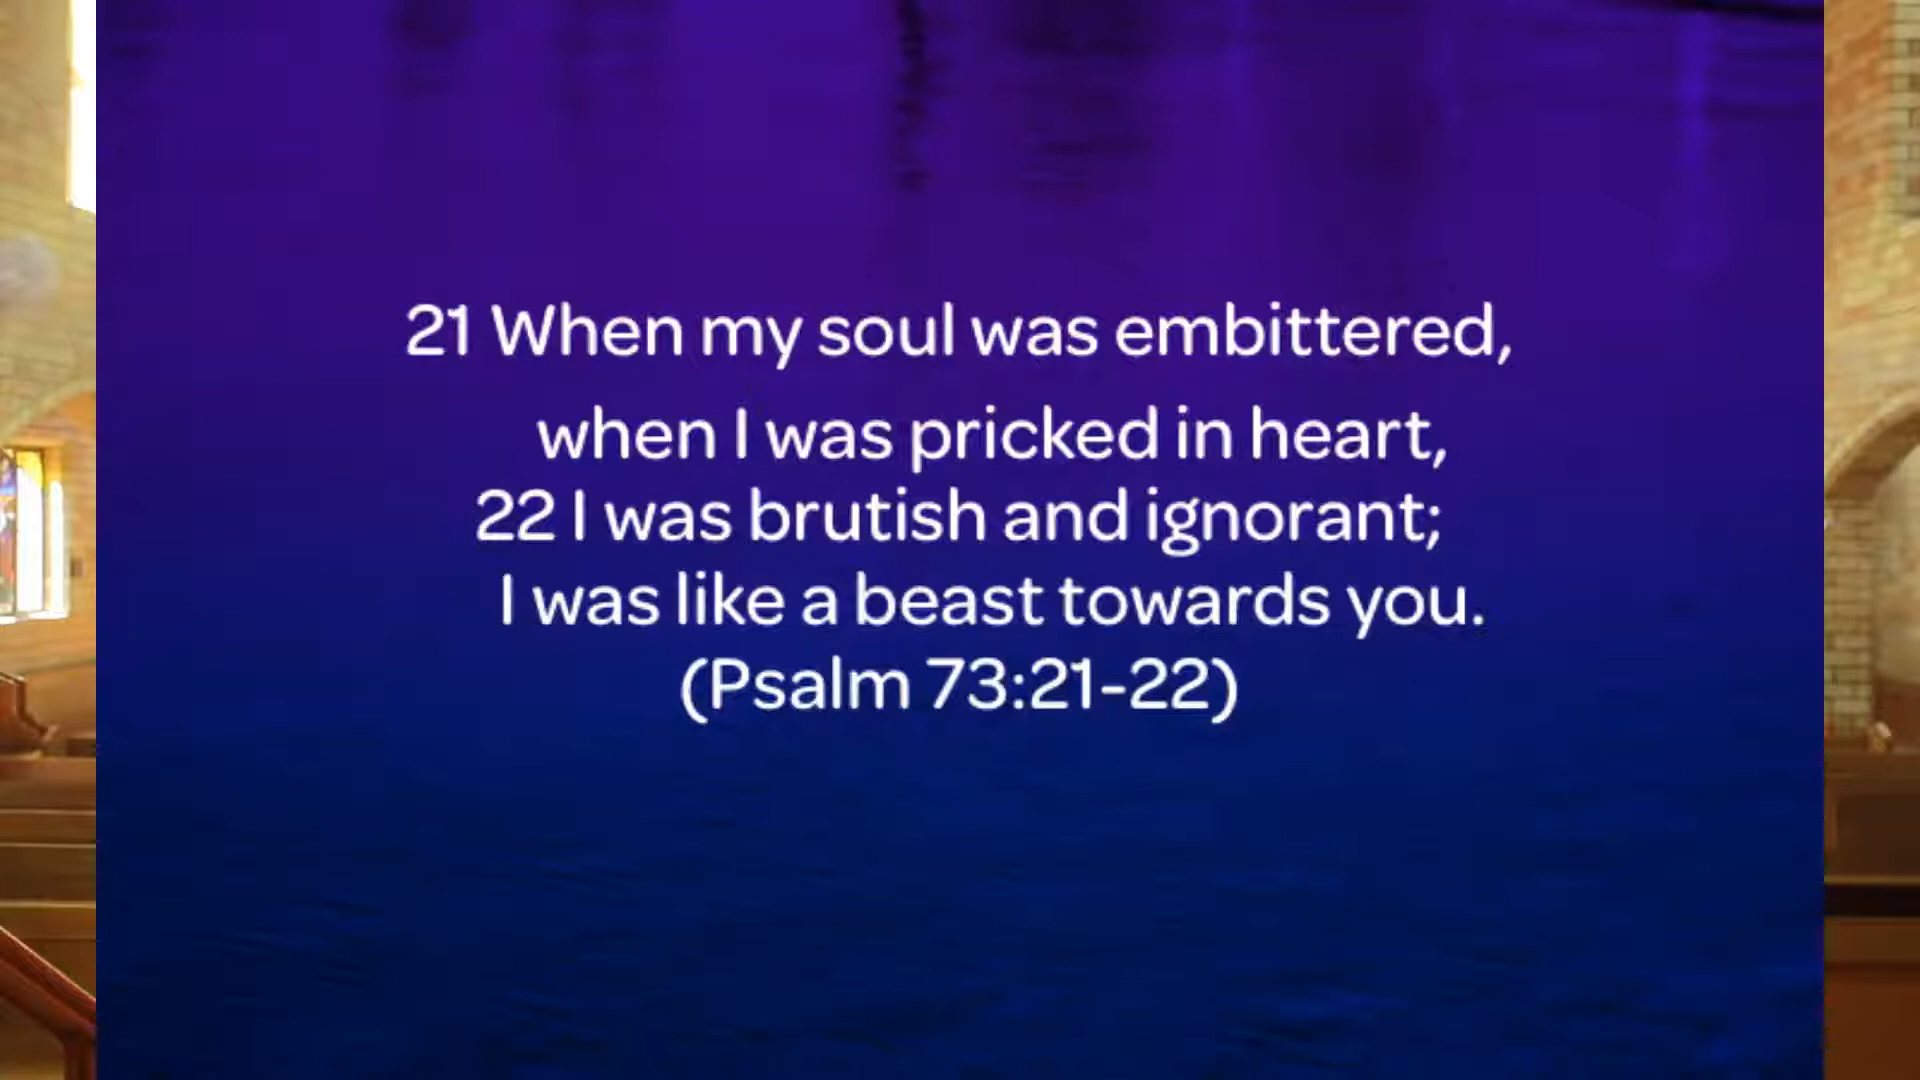 21 When my soul was embittered,
when I was pricked in heart,
22 I was brutish and ignorant;
I was like a beast towards you.
(Psalm 73:21-22)